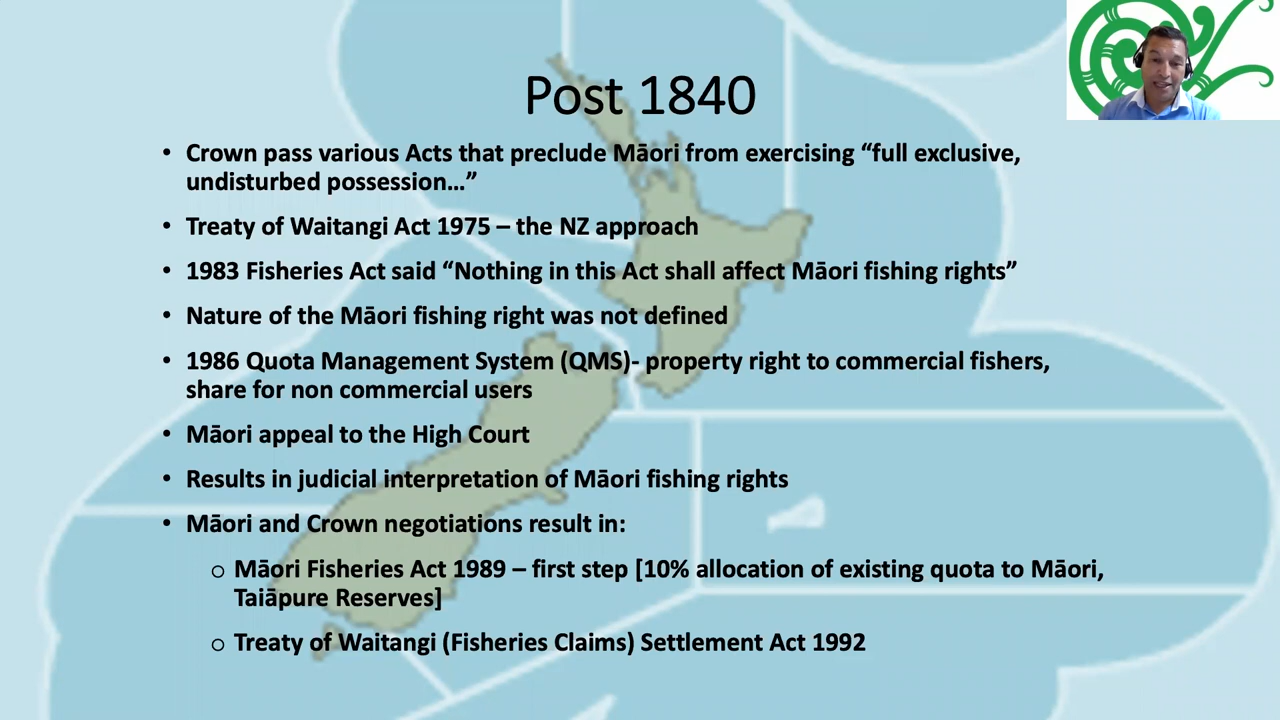 Post 1840
• Crown pass various Acts that preclude Māori from exercising “full exclusive,
undisturbed possession…”
• Treaty of Waitangi Act 1975 – the NZ approach
• 1983 Fisheries Act said “Nothing in this Act shall affect Māori fishing rights”
• Nature of the Māori fishing right was not defined
• 1986 Quota Management System (QMS)- property right to commercial fishers,
share for non commercial users
• Māori appeal to the High Court
• Results in judicial interpretation of Māori fishing rights
• Māori and Crown negotiations result in:
o Māori Fisheries Act 1989 – first step [10% allocation of existing quota to Māori,
Taiāpure Reserves]
o Treaty of Waitangi (Fisheries Claims) Settlement Act 1992